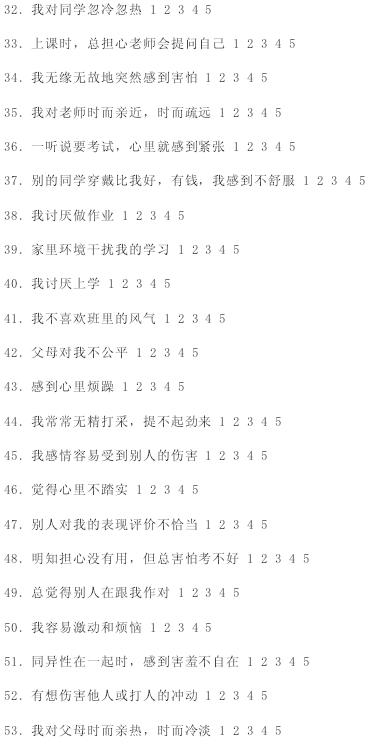 32. 我对同学忽冷忽热 1 2 3 4 5
33. 上课时，总担心老师会提问自己 1 2 3 4 5
34. 我无缘无故地突然感到害怕 1 2 3 4 5
35. 我对老师时而亲近，时而疏远 1 2 3 4 5
36. 一听说要考试，心里就感到紧张 1 2 3 4 5
37. 别的同学穿戴比我好，有钱，我感到不舒服 1 2 3 4 5
38. 我讨厌做作业 1 2 3 4 5
39. 家里环境干扰我的学习 1 2 3 4 5
40. 我讨厌上学 1 2 3 4 5
41. 我不喜欢班里的风气 1 2 3 4 5
42. 父母对我不公平 1 2 3 4 5
43. 感到心里烦躁 1 2 3 4 5
44. 我常常无精打采，提不起劲来 1 2 3 4 5
45. 我感情容易受到别人的伤害 1 2 3 4 5
46. 觉得心里不踏实 1 2 3 4 5
47. 别人对我的表现评价不恰当 1 2 3 4 5
48. 明知担心没有用，但总害怕考不好 1 2 3 4 5
49. 总觉得别人在跟我作对 1 2 3 4 5
50. 我容易激动和烦恼 1 2 3 4 5
51. 同异性在一起时，感到害羞不自在 1 2 3 4 5
52. 有想伤害他人或打人的冲动 1 2 3 4 5
53. 我对父母时而亲热，时而冷淡 1 2 3 4 5